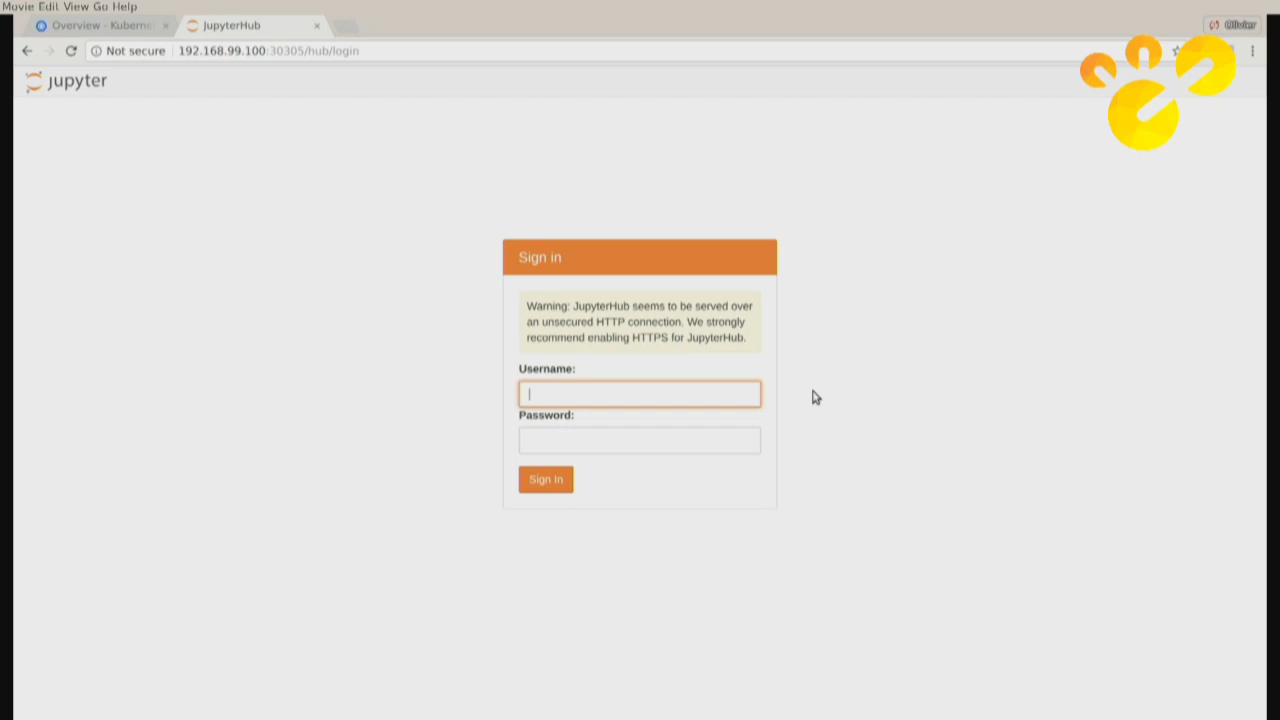 Movie Edit View Go Help
Overview - Kuberne
JupyterHub
Olivier
Not secure
192.168.99.100:30305/hub/login
jupyter
Sign in
Warning: JupyterHub seems to be served over
an unsecured HTTP connection. We strongly
recommend enabling HTTPS for JupyterHub.
Username:
Password:
Sign In